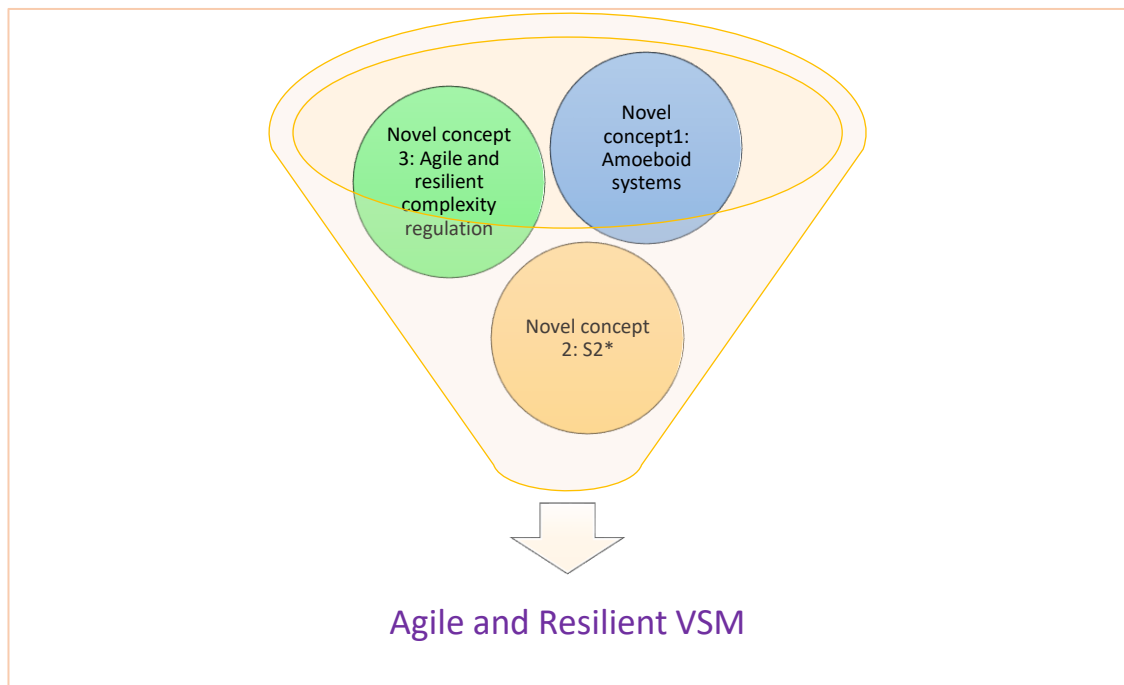 Novel concept
3: Agile and
resilient
complexity
regulation
Novel
concept1:
Amoeboid
systems
Novel concept
2: S2*
Agile and Resilient VSM